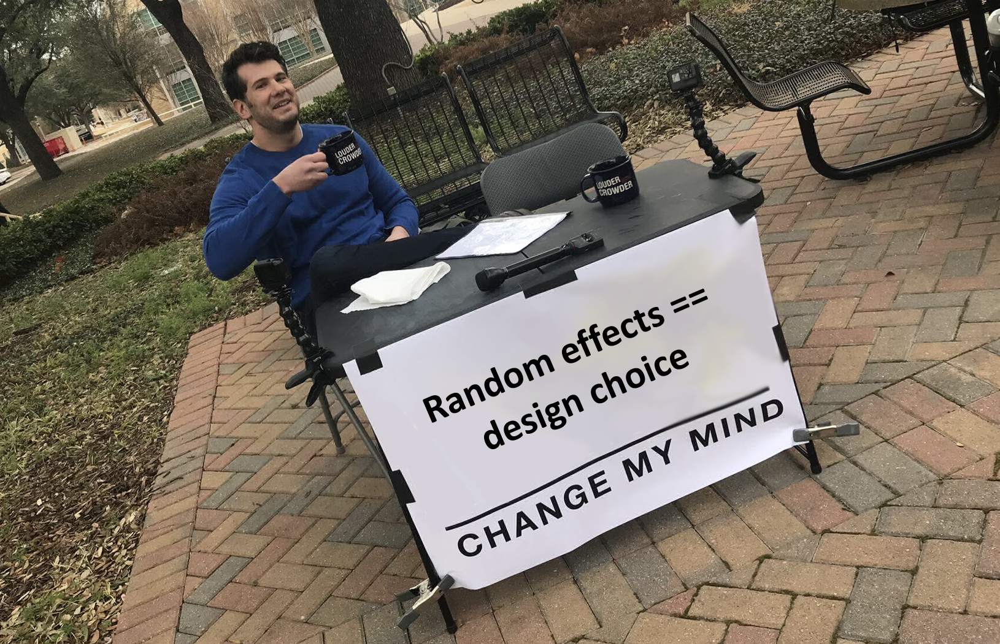 LOUDER
CROWDER
LOUDER
CROWDER
Random effects ==
design choice
CHANGE MY MIND